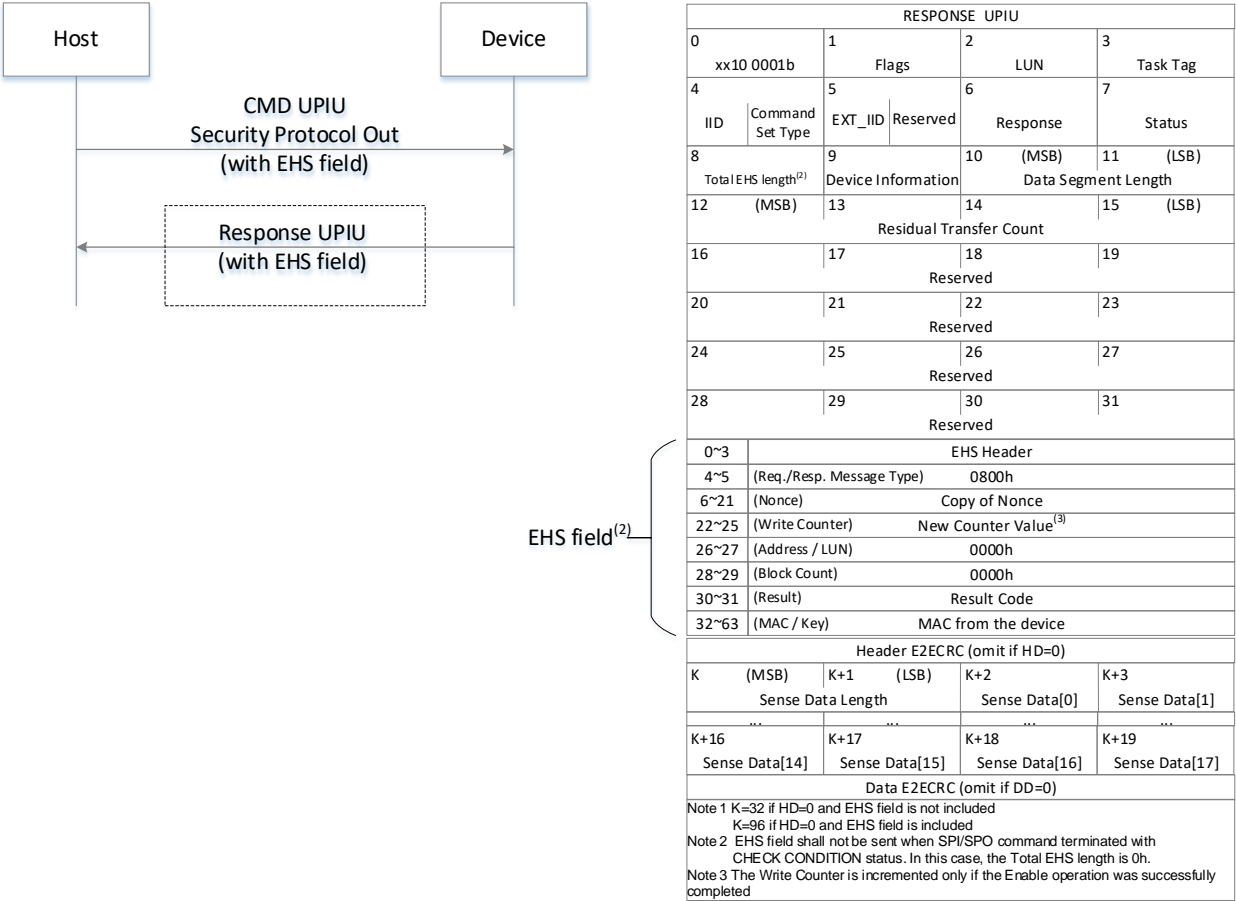 Host
Device
CMD UPIU
Security Protocol Out
(with EHS field)
Response UPIU
(with EHS field)
RESPONSE UPIU
0 1 2 3
xx10 0001b Flags LUN Task Tag
4 5 6 7
IID Command Set Type EXT_IID Reserved Response Status
8 9 10 (MSB) 11 (LSB)
Total EHS length(2) Device Information Data Segment Length
12 (MSB) 13 14 15 (LSB)
Residual Transfer Count
16 17 18 19
Reserved
20 21 22 23
Reserved
24 25 26 27
Reserved
28 29 30 31
Reserved
EHS field(2)
0~3 EHS Header
4~5 (Req./Resp. Message Type) 0800h
6~21 (Nonce) Copy of Nonce
22~25 (Write Counter) New Counter Value(3)
26~27 (Address / LUN) 0000h
28~29 (Block Count) 0000h
30~31 (Result) Result Code
32~63 (MAC / Key) MAC from the device
Header E2ECRC (omit if HD=0)
K (MSB) K+1 (LSB) K+2 K+3
Sense Data Length Sense Data[0] Sense Data[1]
... ... ... ...
K+16 K+17 K+18 K+19
Sense Data[14] Sense Data[15] Sense Data[16] Sense Data[17]
Data E2ECRC (omit if DD=0)
Note 1 K=32 if HD=0 and EHS field is not included
K=96 if HD=0 and EHS field is included
Note 2 EHS field shall not be sent when SPI/SPO command terminated with
CHECK CONDITION status. In this case, the Total EHS length is 0h.
Note 3 The Write Counter is incremented only if the Enable operation was successfully
completed